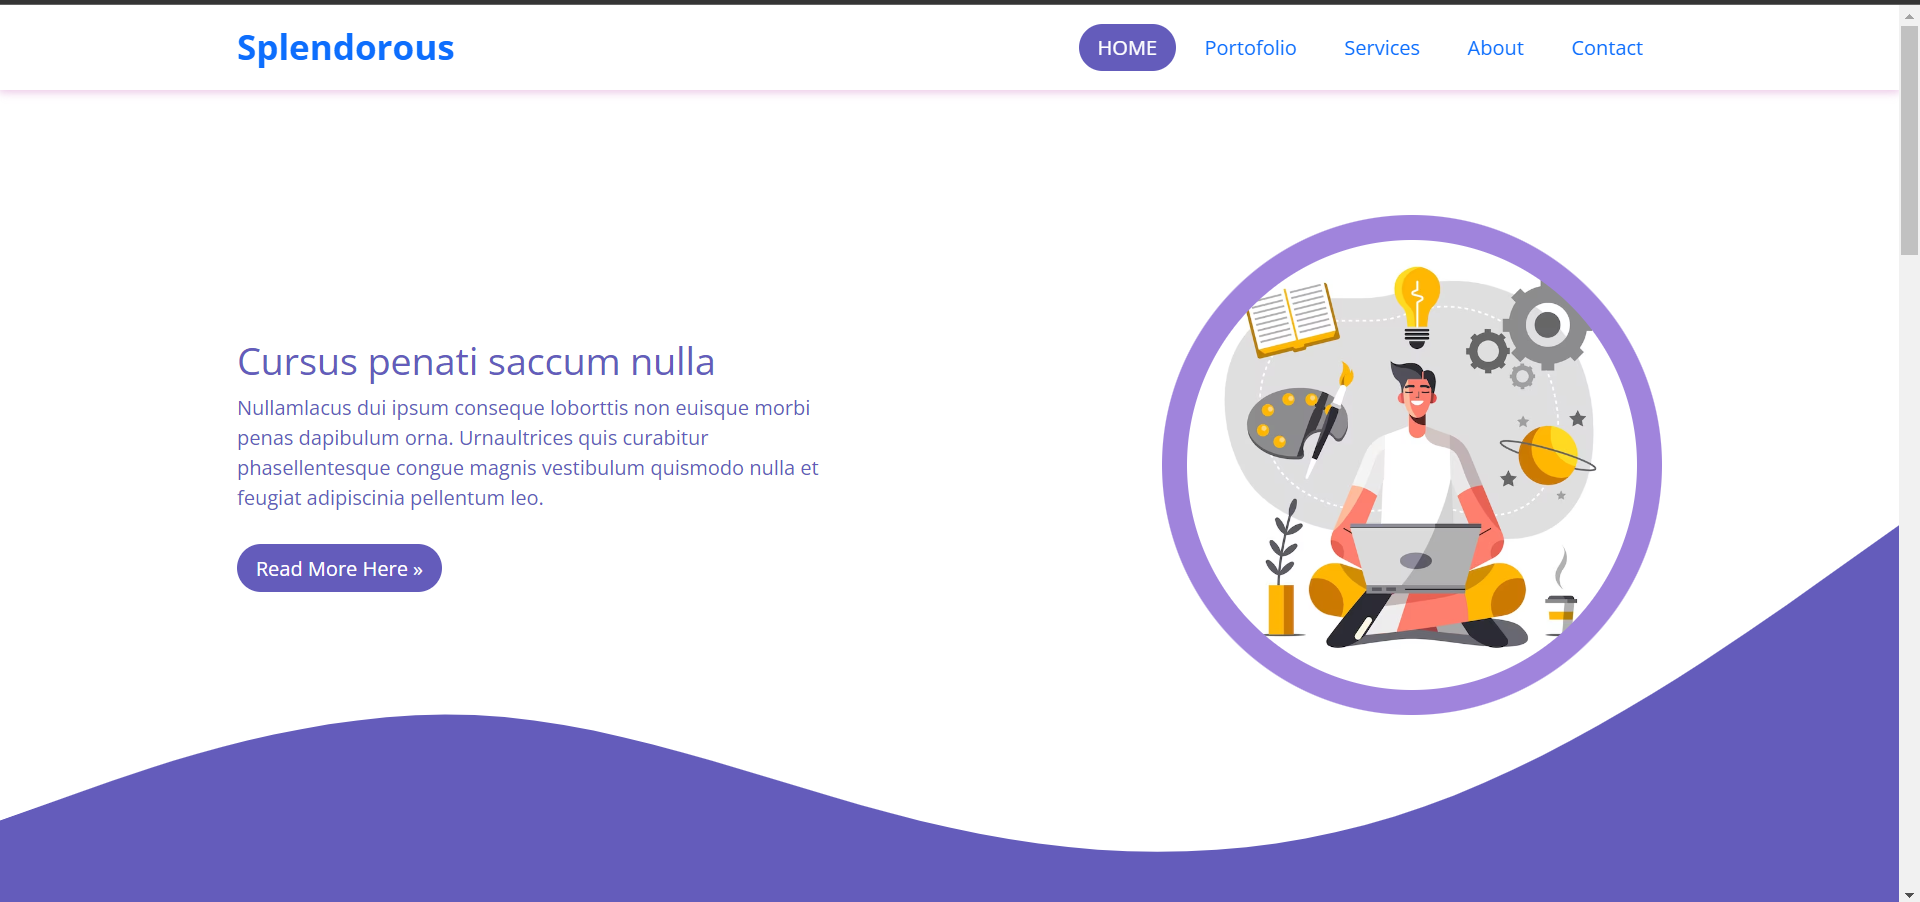 Splendorous
HOME Portofolio Services About Contact
Cursus penati saccum nulla
Nullamlacus dui ipsum conseque loborttis non euisque morbi
penas dapibulum orna. Urnaultrices quis curabitur
phasellentesque congue magnis vestibulum quismodo nulla et
feugiat adipiscinia pellentum leo.
Read More Here »